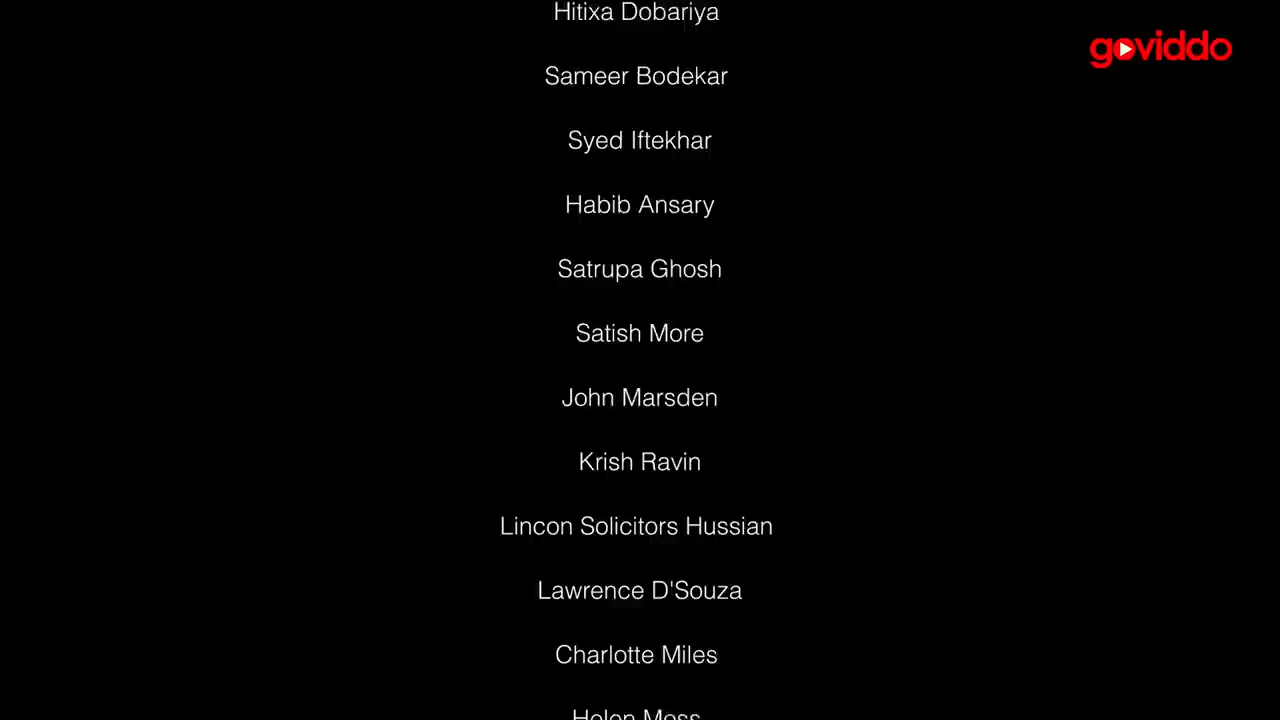 Hitixa Dobariya
goviddo
Sameer Bodekar
Syed Iftekhar
Habib Ansary
Satrupa Ghosh
Satish More
John Marsden
Krish Ravin
Lincon Solicitors Hussian
Lawrence D'Souza
Charlotte Miles